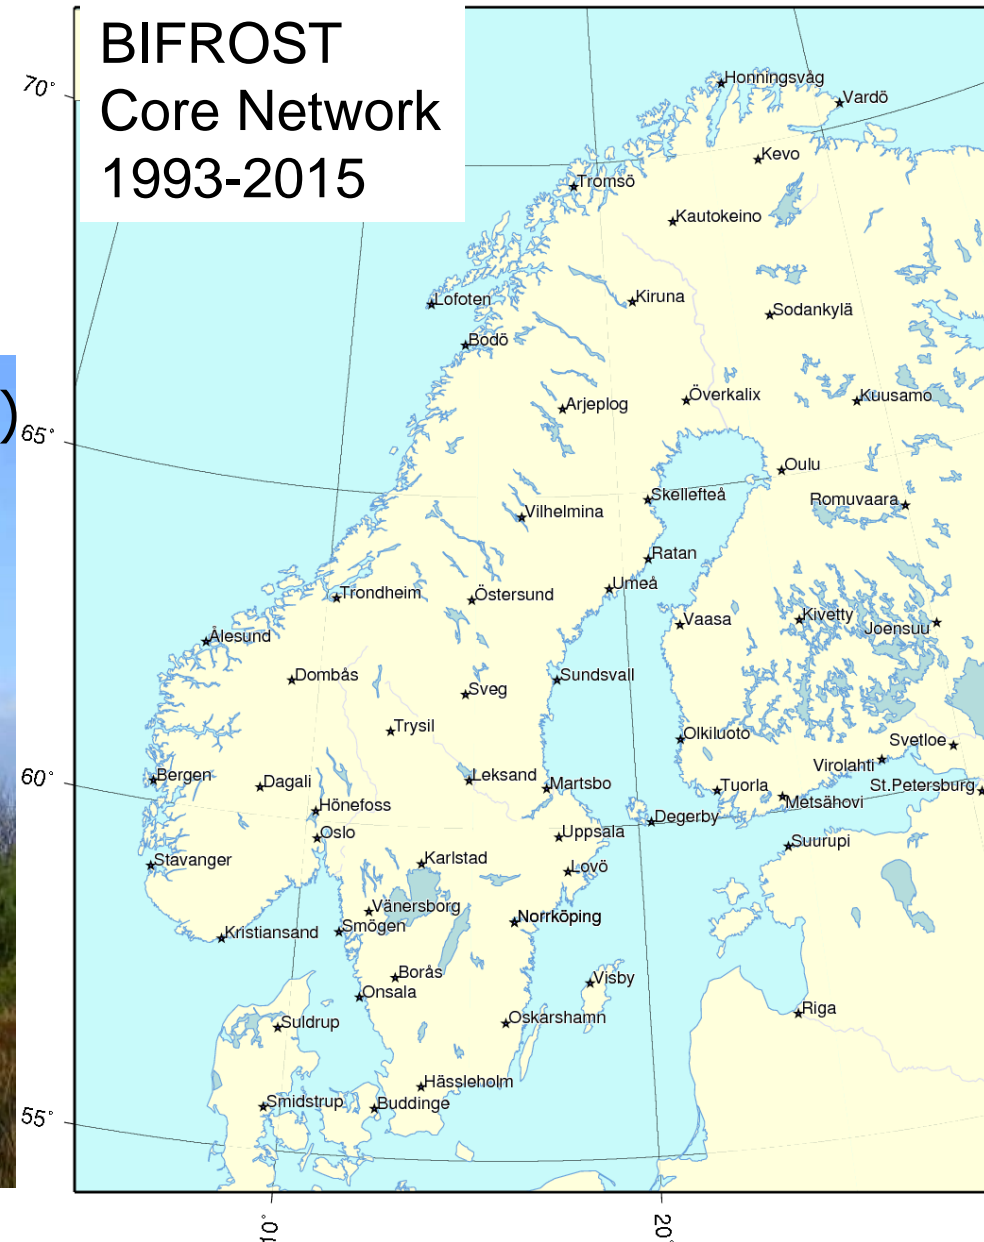 BIFROST
Core Network
1993-2015
)
70°
65°
60°
55°
10°
20°
Honningsvåg
Vardö
Kevo
Tromsö
Kautokeino
Lofoten
Kiruna
Sodankylä
Bodö
Arjeplog
Överkalix
Kuusamo
Oulu
Skellefteå
Romuvaara
Vilhelmina
Ratan
Umeå
Trondheim
Östersund
Vaasa
Kivetty
Joensuu
Ålesund
Dombås
Sundsvall
Sveg
Trysil
Olkiluoto
Svetloe
Virolahti
Bergen
Dagali
Leksand
Martsbo
Tuorla
St.Petersburg
Metsähovi
Hönefoss
Degerby
Oslo
Uppsala
Suurupi
Stavanger
Karlstad
Lovö
Vänersborg
Norrköping
Kristiansand
Smögen
Borås
Visby
Onsala
Riga
Suldrup
Oskarshamn
Hässleholm
Smidstrup
Buddinge